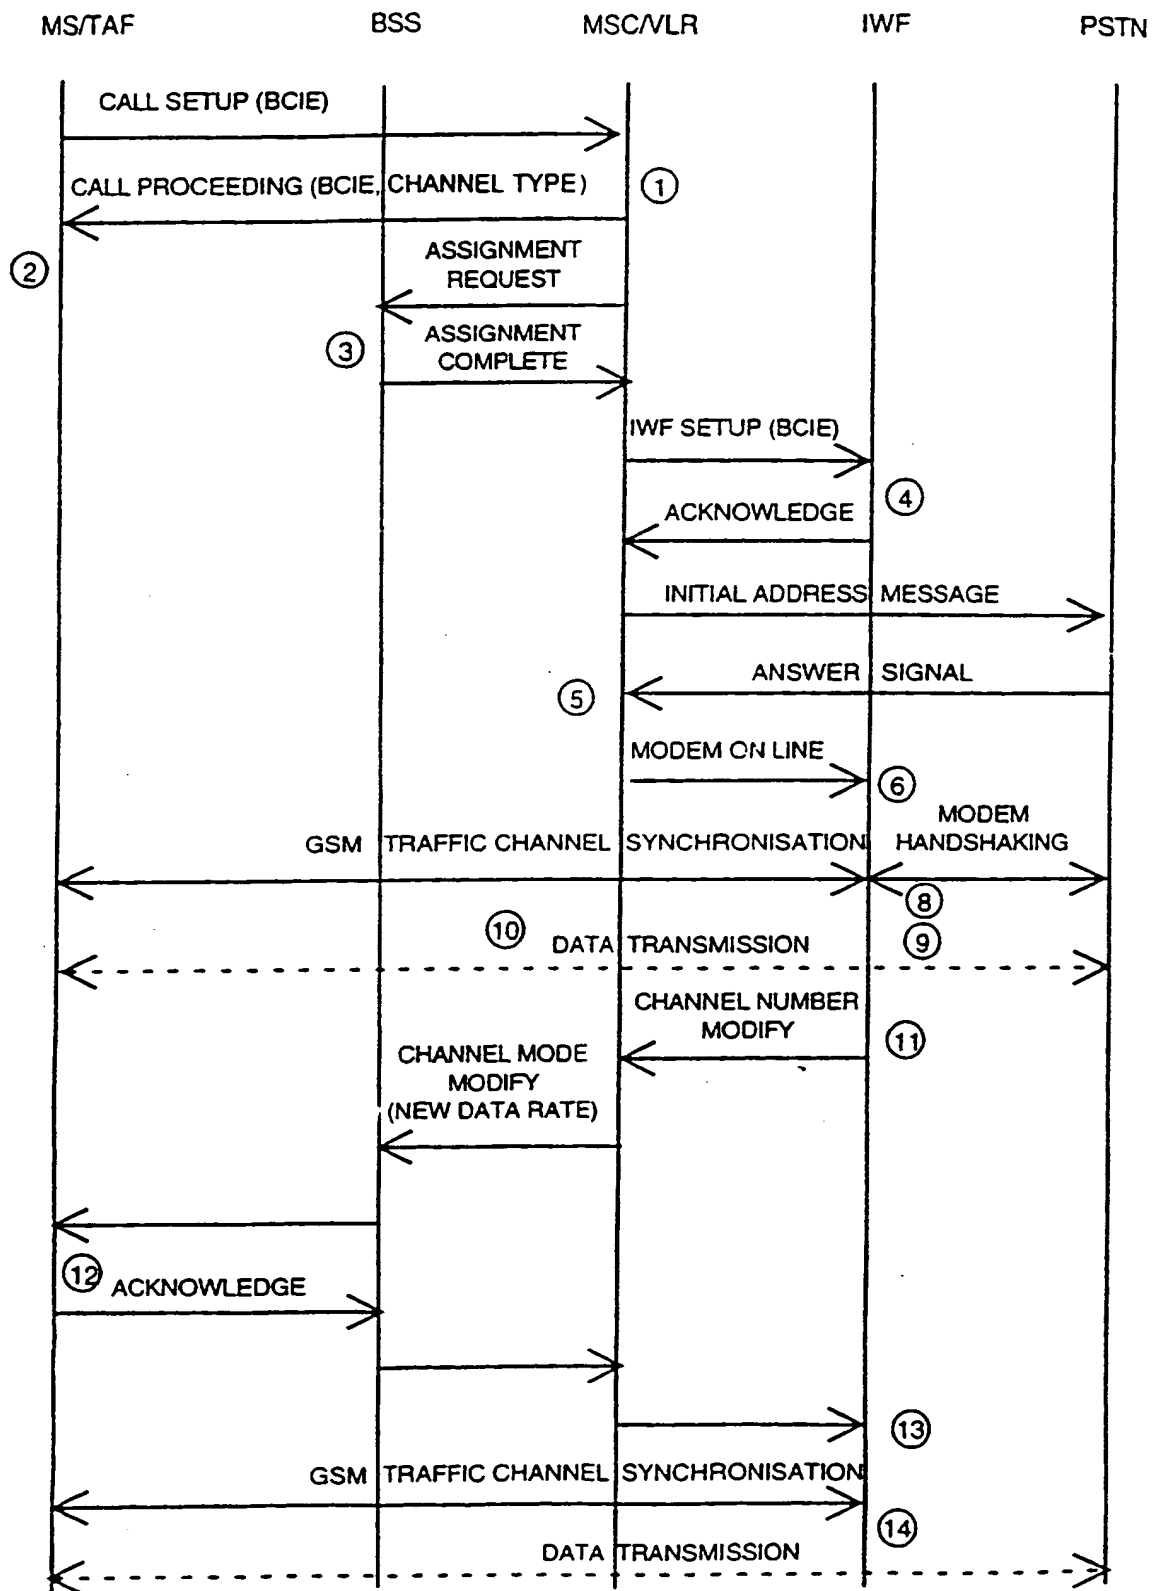 MS/TAF BSS MSC/VLR IWF PSTN
CALL SETUP (BCIE)
CALL PROCEEDING (BCIE, CHANNEL TYPE)
1
2
ASSIGNMENT
REQUEST
3
ASSIGNMENT
COMPLETE
IWF SETUP (BCIE)
4
ACKNOWLEDGE
INITIAL ADDRESS MESSAGE
ANSWER SIGNAL
5
MODEM ON LINE
6
MODEM
HANDSHAKING
GSM TRAFFIC CHANNEL SYNCHRONISATION
8
10
DATA TRANSMISSION
9
CHANNEL NUMBER
MODIFY
11
CHANNEL MODE
MODIFY
(NEW DATA RATE)
12
ACKNOWLEDGE
13
GSM TRAFFIC CHANNEL SYNCHRONISATION
14
DATA TRANSMISSION